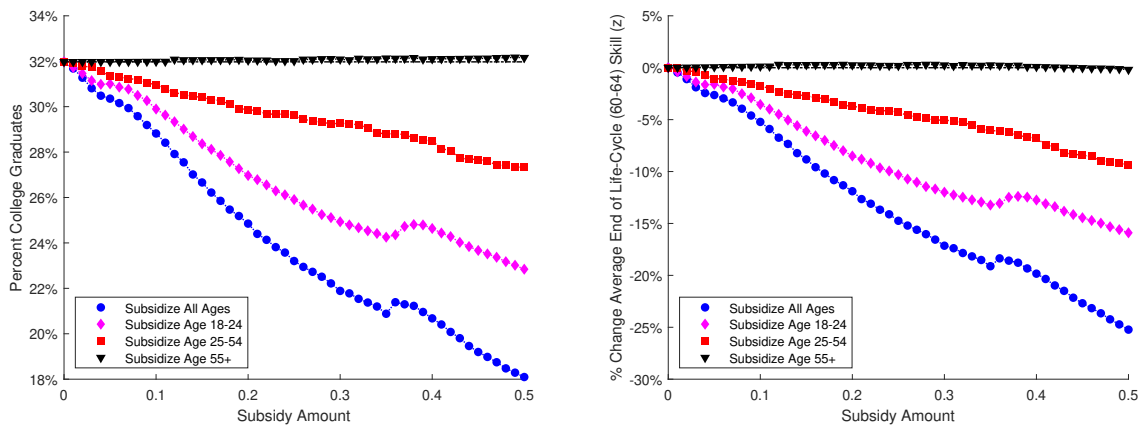 34%
32%
30%
28%
26%
24%
22%
20%
18%
Percent College Graduates
Subsidize All Ages
Subsidize Age 18-24
Subsidize Age 25-54
Subsidize Age 55+
0 0.1 0.2 0.3 0.4 0.5
Subsidy Amount
5%
0%
-5%
-10%
-15%
-20%
-25%
-30%
% Change Average End of Life-Cycle (60-64) Skill (z)
Subsidize All Ages
Subsidize Age 18-24
Subsidize Age 25-54
Subsidize Age 55+
0 0.1 0.2 0.3 0.4 0.5
Subsidy Amount